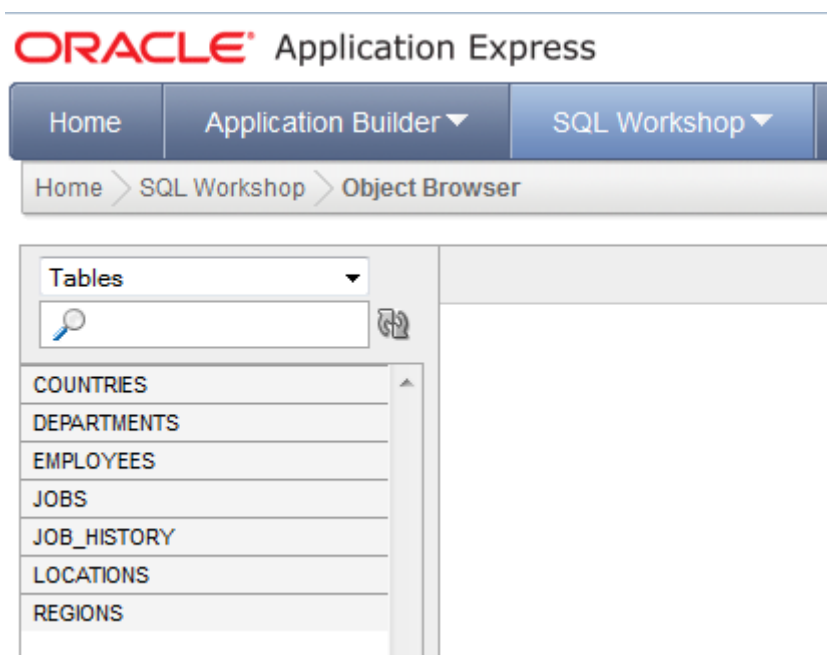 ORACLE Application Express
Home Application Builder SQL Workshop
Home SQL Workshop Object Browser
Tables
COUNTRIES
DEPARTMENTS
EMPLOYEES
JOBS
JOB_HISTORY
LOCATIONS
REGIONS